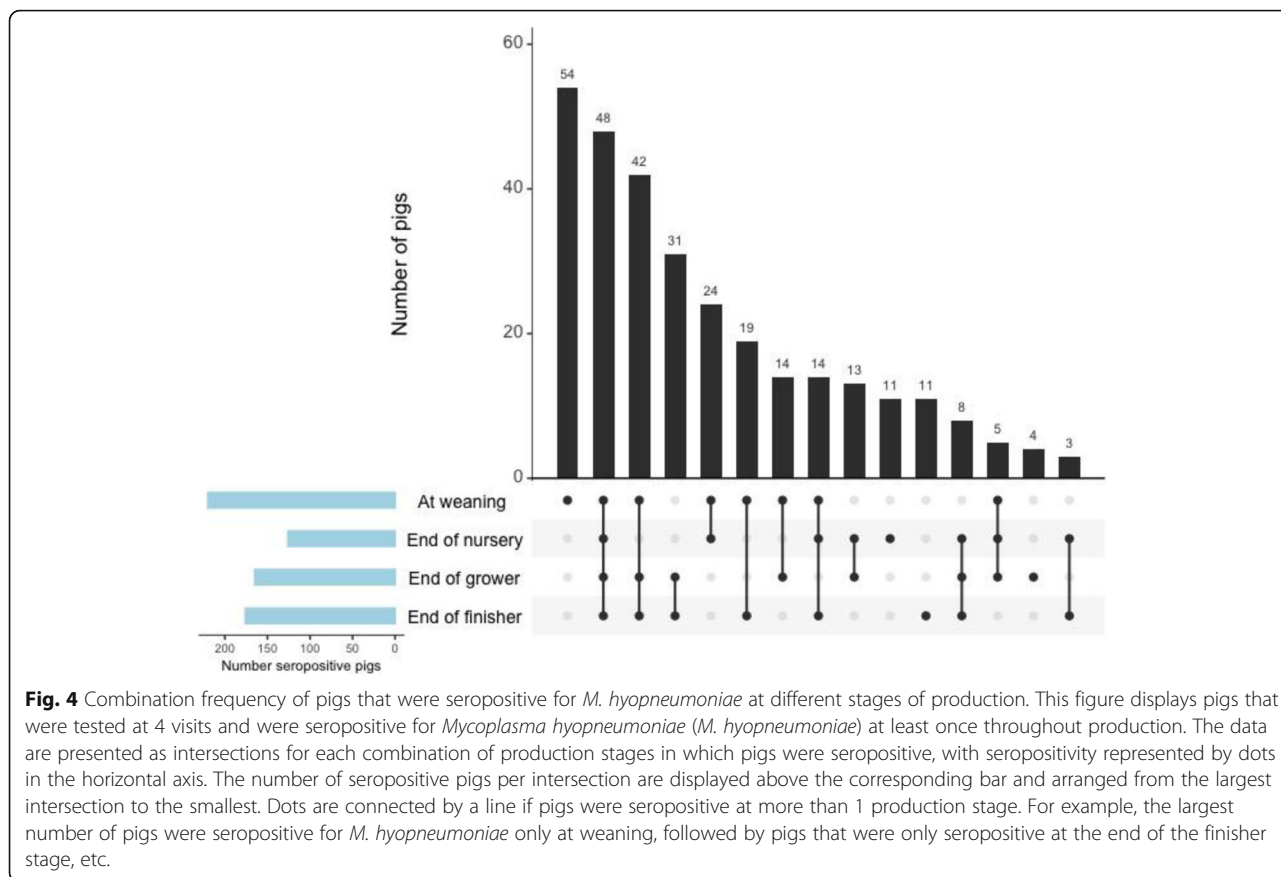 60
54
48
42
40
31
24
20
19
14
14
13
11
11
8
5
4
3
0
Number of pigs
At weaning
End of nursery
End of grower
End of finisher
200 150 100 50 0
Number seropositive pigs
Fig. 4 Combination frequency of pigs that were seropositive for M. hyopneumoniae at different stages of production. This figure displays pigs that
were tested at 4 visits and were seropositive for Mycoplasma hyopneumoniae (M. hyopneumoniae) at least once throughout production. The data
are presented as intersections for each combination of production stages in which pigs were seropositive, with seropositivity represented by dots
in the horizontal axis. The number of seropositive pigs per intersection are displayed above the corresponding bar and arranged from the largest
intersection to the smallest. Dots are connected by a line if pigs were seropositive at more than 1 production stage. For example, the largest
number of pigs were seropositive for M. hyopneumoniae only at weaning, followed by pigs that were only seropositive at the end of the finisher
stage, etc.